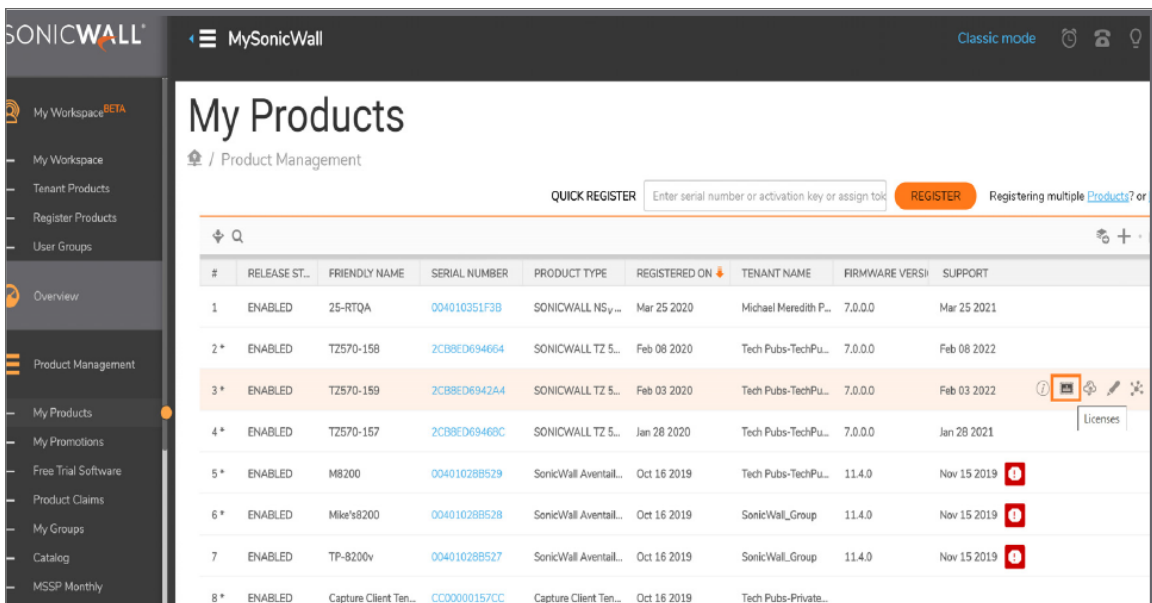 SONICWALL
MySonicWall
Classic mode
My Workspace BETA
My Workspace
Tenant Products
Register Products
User Groups
Overview
Product Management
My Products
My Promotions
Free Trial Software
Product Claims
My Groups
Catalog
MSSP Monthly
My Products
/ Product Management
QUICK REGISTER Enter serial number or activation key or assign tok REGISTER Registering multiple Products? or
# RELEASE ST... FRIENDLY NAME SERIAL NUMBER PRODUCT TYPE REGISTERED ON TENANT NAME FIRMWARE VERSI SUPPORT
1 ENABLED 25-RTQA 004010351F3B SONICWALL NSv ... Mar 25 2020 Michael Meredith P... 7.0.0.0 Mar 25 2021
2* ENABLED TZ570-158 2CB8ED694664 SONICWALL TZ 5... Feb 08 2020 Tech Pubs-TechPu... 7.0.0.0 Feb 08 2022
3* ENABLED TZ570-159 2CB8ED6942A4 SONICWALL TZ 5... Feb 03 2020 Tech Pubs-TechPu... 7.0.0.0 Feb 03 2022
Licenses
4* ENABLED TZ570-157 2CB8ED69468C SONICWALL TZ 5... Jan 28 2020 Tech Pubs-TechPu... 7.0.0.0 Jan 28 2021
5* ENABLED M8200 00401028B529 SonicWall Aventail... Oct 16 2019 Tech Pubs-TechPu... 11.4.0 Nov 15 2019
6* ENABLED Mike's8200 00401028B528 SonicWall Aventail... Oct 16 2019 SonicWall_Group 11.4.0 Nov 15 2019
7 ENABLED TP-8200v 00401028B527 SonicWall Aventail... Oct 16 2019 SonicWall_Group 11.4.0 Nov 15 2019
8* ENABLED Capture Client Ten... CC00000157CC Capture Client Ten... Oct 16 2019 Tech Pubs-Private...